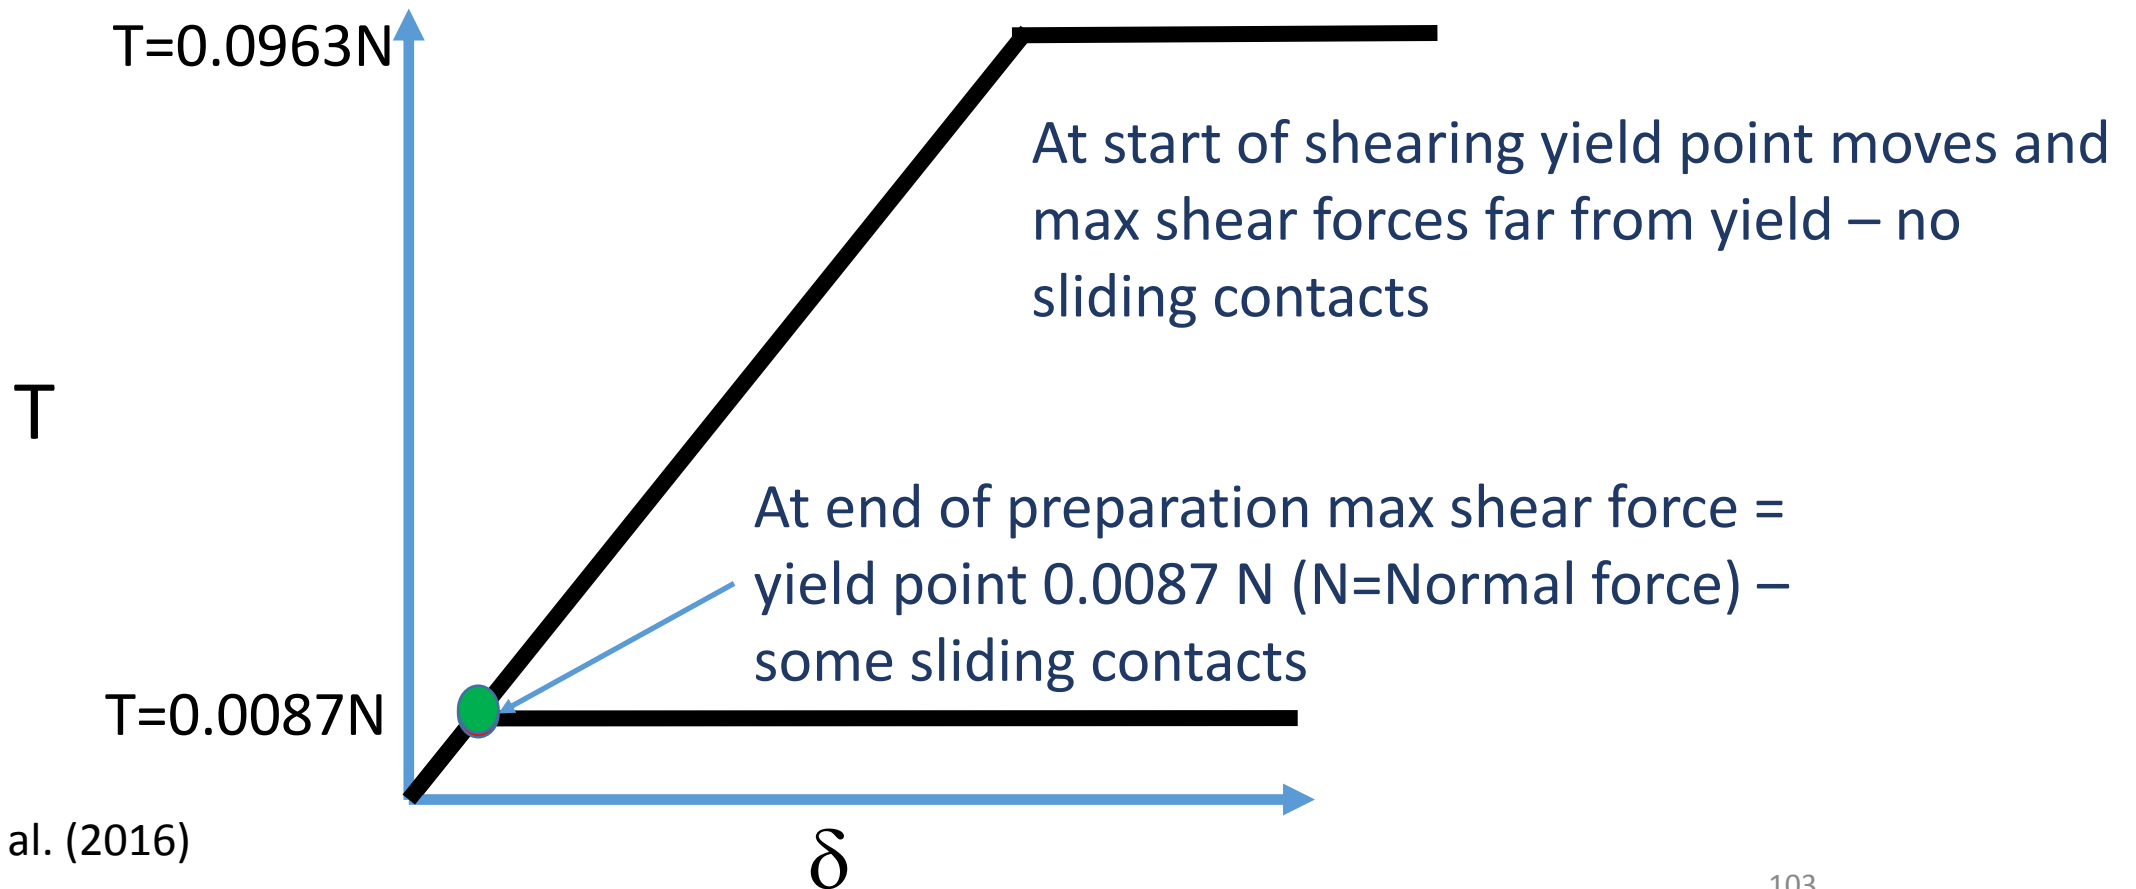 T=0.0963N
At start of shearing yield point moves and
max shear forces far from yield – no
sliding contacts
T
At end of preparation max shear force =
yield point 0.0087 N (N=Normal force) –
some sliding contacts
T=0.0087N
al. (2016)
δ
103